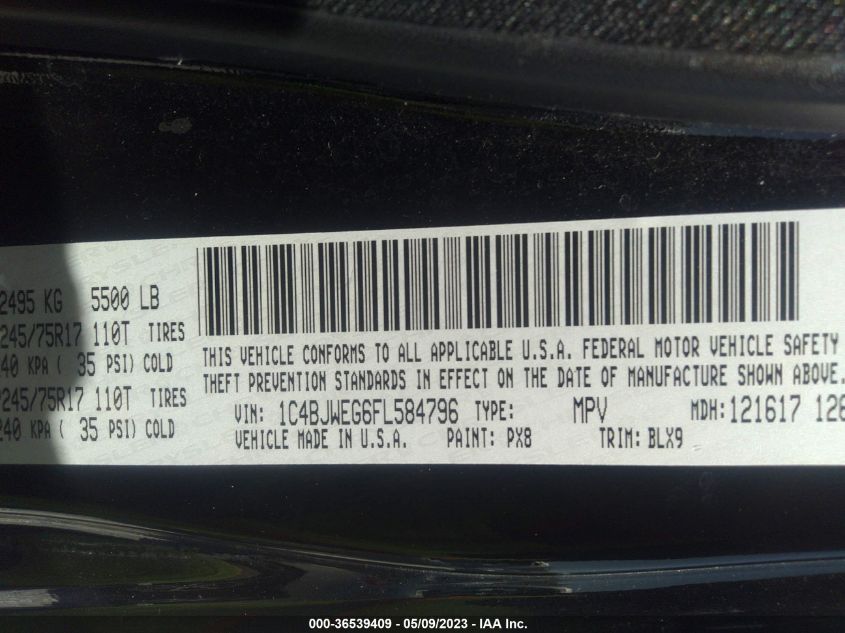 2495 KG 5500 LB
245/75R17 110T TIRES
240 KPA ( 35 PSI) COLD
P245/75R17 110T TIRES
240 KPA ( 35 PSI) COLD
THIS VEHICLE CONFORMS TO ALL APPLICABLE U.S.A. FEDERAL MOTOR VEHICLE SAFETY
THEFT PREVENTION STANDARDS IN EFFECT ON THE DATE OF MANUFACTURE SHOWN ABOVE.
VIN: 1C4BJWEG6FL584796 TYPE: MPV MDH: 121617 126
VEHICLE MADE IN U.S.A. PAINT: PX8 TRIM: BLX9
000-36539409 - 05/09/2023 - IAA Inc.